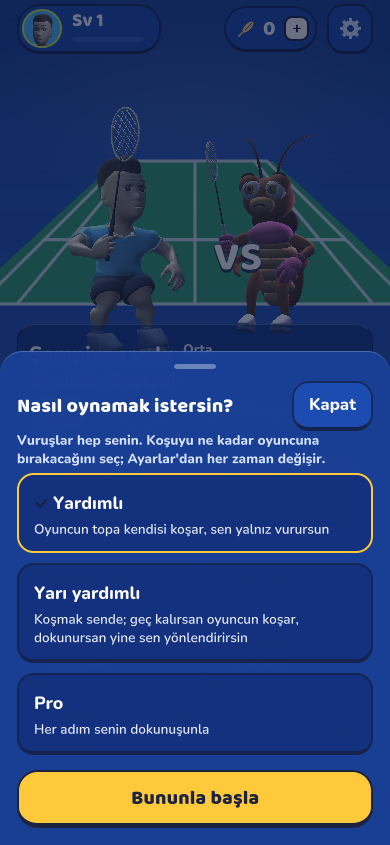 Sv 1
0
+
VS
Orta
Nasıl oynamak istersin?
Kapat
Vuruşlar hep senin. Koşuyu ne kadar oyuncuna
bırakacağını seç; Ayarlar'dan her zaman değişir.
Yardımlı
Oyuncun topa kendisi koşar, sen yalnız vurursun
Yarı yardımlı
Koşmak sende; geç kalırsan oyuncun koşar,
dokunursan yine sen yönlendirirsin
Pro
Her adım senin dokunuşunla
Bununla başla